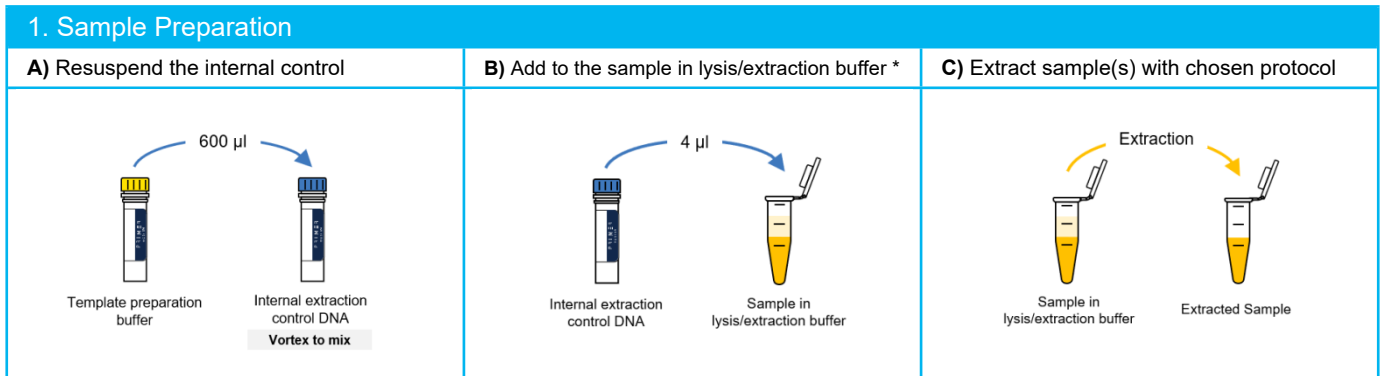 1. Sample Preparation
A) Resuspend the internal control
B) Add to the sample in lysis/extraction buffer *
C) Extract sample(s) with chosen protocol
600 µl
Template preparation
buffer
Internal extraction
control DNA
Vortex to mix
4 µl
Internal extraction
control DNA
Sample in
lysis/extraction buffer
Extraction
Sample in
lysis/extraction buffer
Extracted Sample